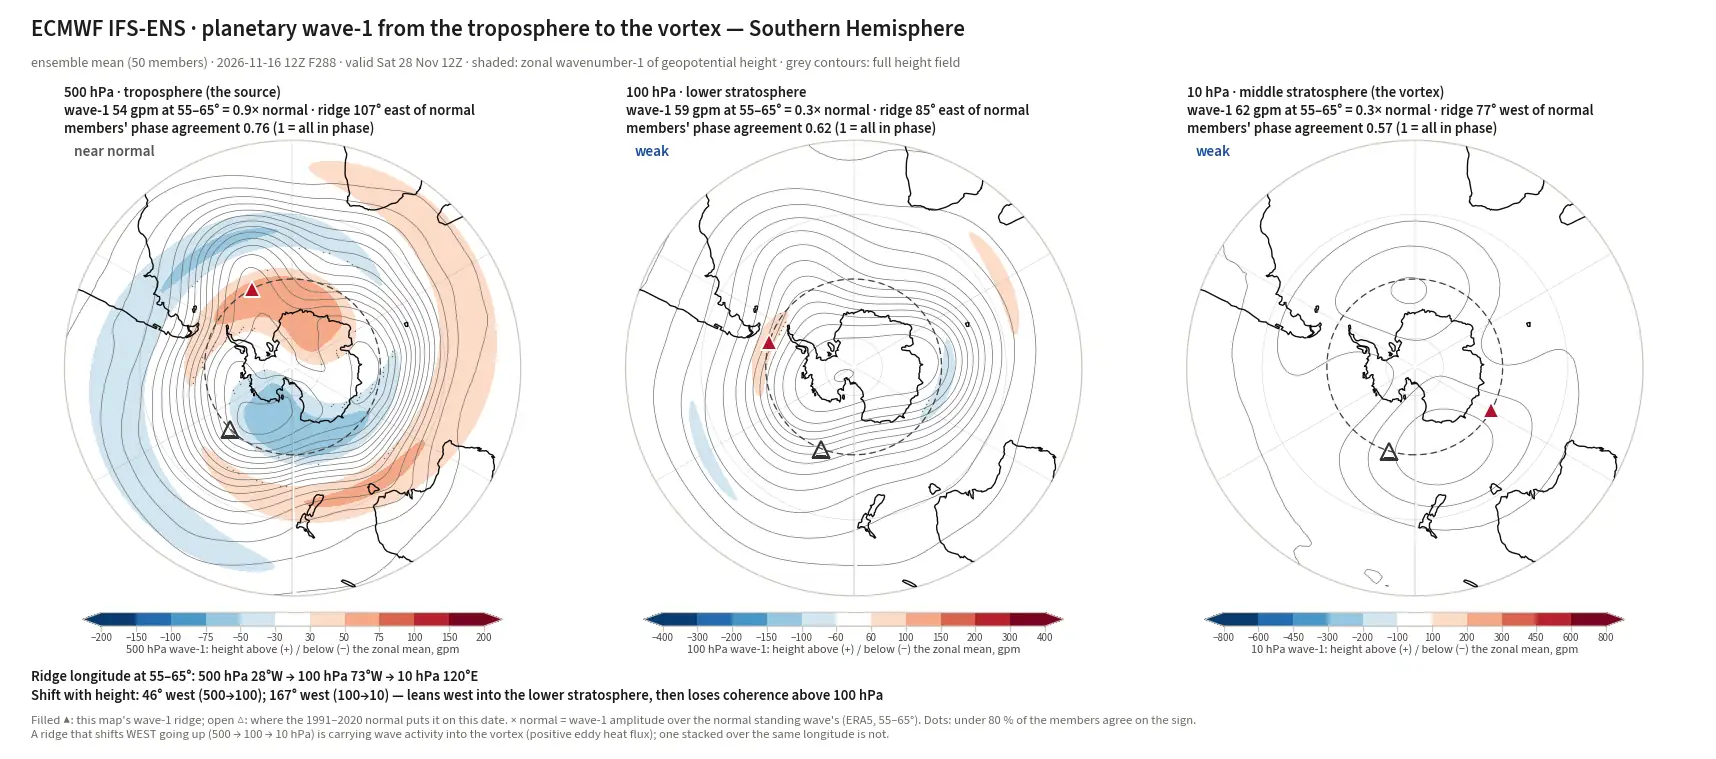 ECMWF IFS-ENS · planetary wave-1 from the troposphere to the vortex — Southern Hemisphere
ensemble mean (50 members) · 2026-11-16 12Z F288 · valid Sat 28 Nov 12Z · shaded: zonal wavenumber-1 of geopotential height · grey contours: full height field
500 hPa · troposphere (the source)
wave-1 54 gpm at 55–65° = 0.9× normal · ridge 107° east of normal
members' phase agreement 0.76 (1 = all in phase)
near normal
100 hPa · lower stratosphere
wave-1 59 gpm at 55–65° = 0.3× normal · ridge 85° east of normal
members' phase agreement 0.62 (1 = all in phase)
weak
10 hPa · middle stratosphere (the vortex)
wave-1 62 gpm at 55–65° = 0.3× normal · ridge 77° west of normal
members' phase agreement 0.57 (1 = all in phase)
weak
−200 −150 −100 −75 −50 −30 30 50 75 100 150 200
500 hPa wave-1: height above (+) / below (−) the zonal mean, gpm
−400 −300 −200 −150 −100 −60 60 100 150 200 300 400
100 hPa wave-1: height above (+) / below (−) the zonal mean, gpm
−800 −600 −450 −300 −200 −100 100 200 300 450 600 800
10 hPa wave-1: height above (+) / below (−) the zonal mean, gpm
Ridge longitude at 55–65°: 500 hPa 28°W → 100 hPa 73°W → 10 hPa 120°E
Shift with height: 46° west (500→100); 167° west (100→10) — leans west into the lower stratosphere, then loses coherence above 100 hPa
Filled ▲: this map's wave-1 ridge; open △: where the 1991–2020 normal puts it on this date. × normal = wave-1 amplitude over the normal standing wave's (ERA5, 55–65°). Dots: under 80 % of the members agree on the sign.
A ridge that shifts WEST going up (500 → 100 → 10 hPa) is carrying wave activity into the vortex (positive eddy heat flux); one stacked over the same longitude is not.